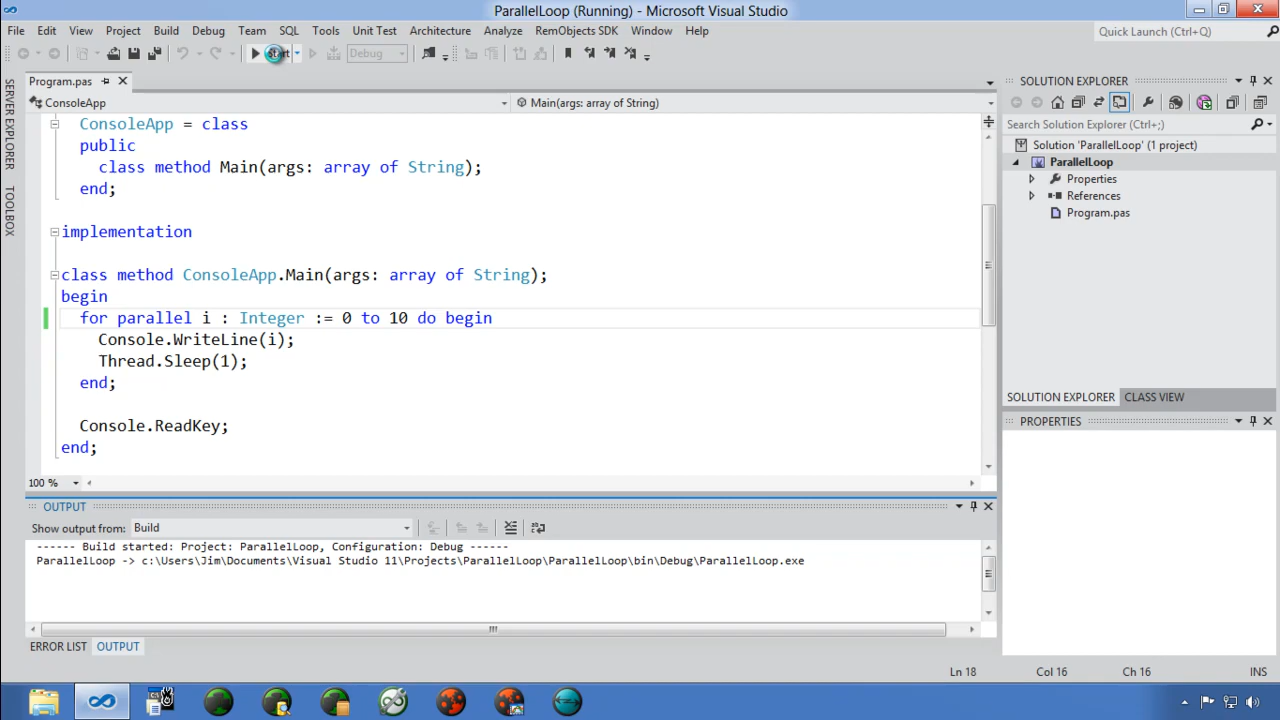 ParallelLoop (Running) - Microsoft Visual Studio
File Edit View Project Build Debug Team SQL Tools Unit Test Architecture Analyze RemObjects SDK Window Help
Quick Launch (Ctrl+;)
Debug
SERVER EXPLORER
TOOLBOX
Program.pas
ConsoleApp
Main(args: array of String)
ConsoleApp = class
public
class method Main(args: array of String);
end;
implementation
class method ConsoleApp.Main(args: array of String);
begin
for parallel i : Integer := 0 to 10 do begin
Console.WriteLine(i);
Thread.Sleep(1);
end;
Console.ReadKey;
end;
100 %
OUTPUT
Show output from: Build
------ Build started: Project: ParallelLoop, Configuration: Debug ------
ParallelLoop -> c:\Users\Jim\Documents\Visual Studio 11\Projects\ParallelLoop\ParallelLoop\bin\Debug\ParallelLoop.exe
ERROR LIST OUTPUT
SOLUTION EXPLORER
Search Solution Explorer (Ctrl+;)
Solution 'ParallelLoop' (1 project)
ParallelLoop
Properties
References
Program.pas
SOLUTION EXPLORER CLASS VIEW
PROPERTIES
Ln 18 Col 16 Ch 16 INS